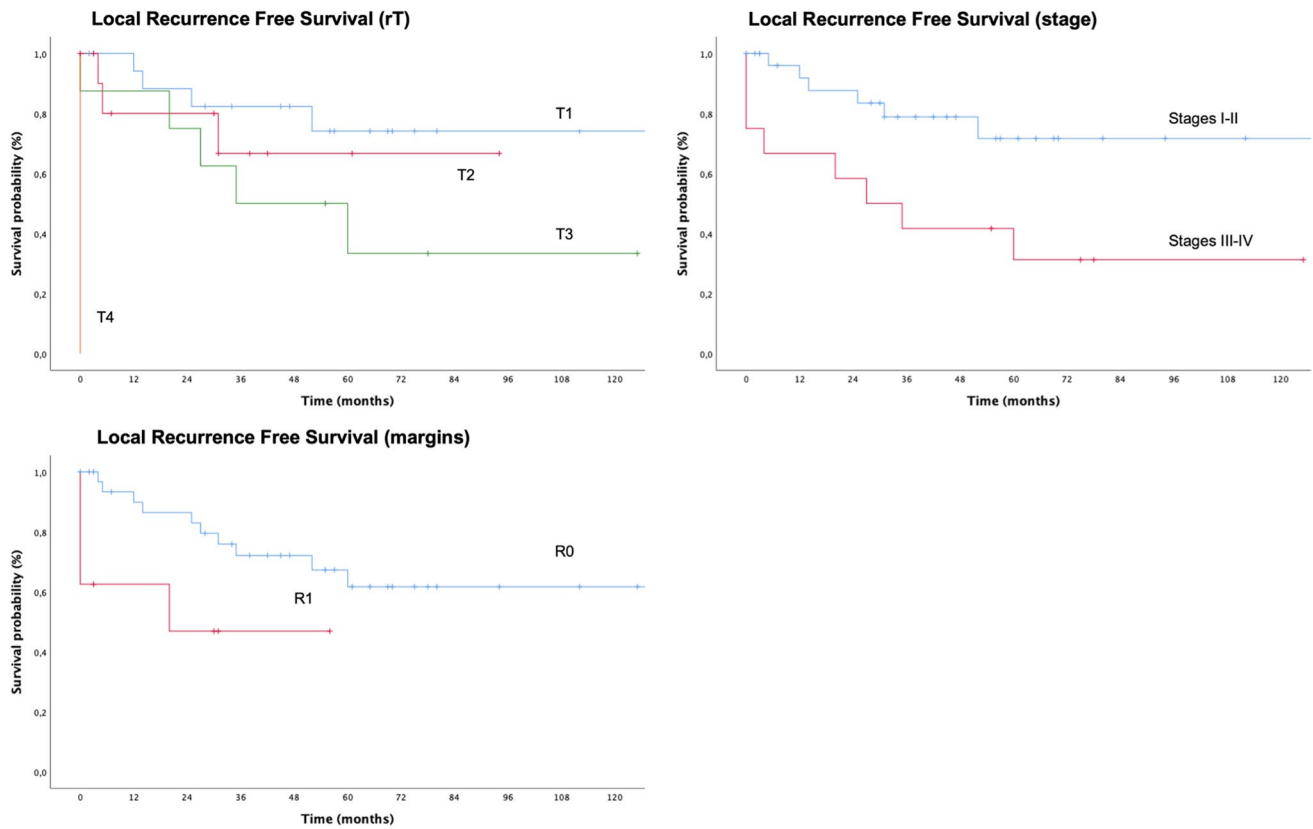 Local Recurrence Free Survival (rT)
Survival probability (%)
1,0
0,8
0,6
0,4
0,2
0,0
T1
T2
T3
T4
0 12 24 36 48 60 72 84 96 108 120
Time (months)
Local Recurrence Free Survival (stage)
Survival probability (%)
1,0
0,8
0,6
0,4
0,2
0,0
Stages I-II
Stages III-IV
0 12 24 36 48 60 72 84 96 108 120
Time (months)
Local Recurrence Free Survival (margins)
Survival probability (%)
1,0
0,8
0,6
0,4
0,2
0,0
R0
R1
0 12 24 36 48 60 72 84 96 108 120
Time (months)